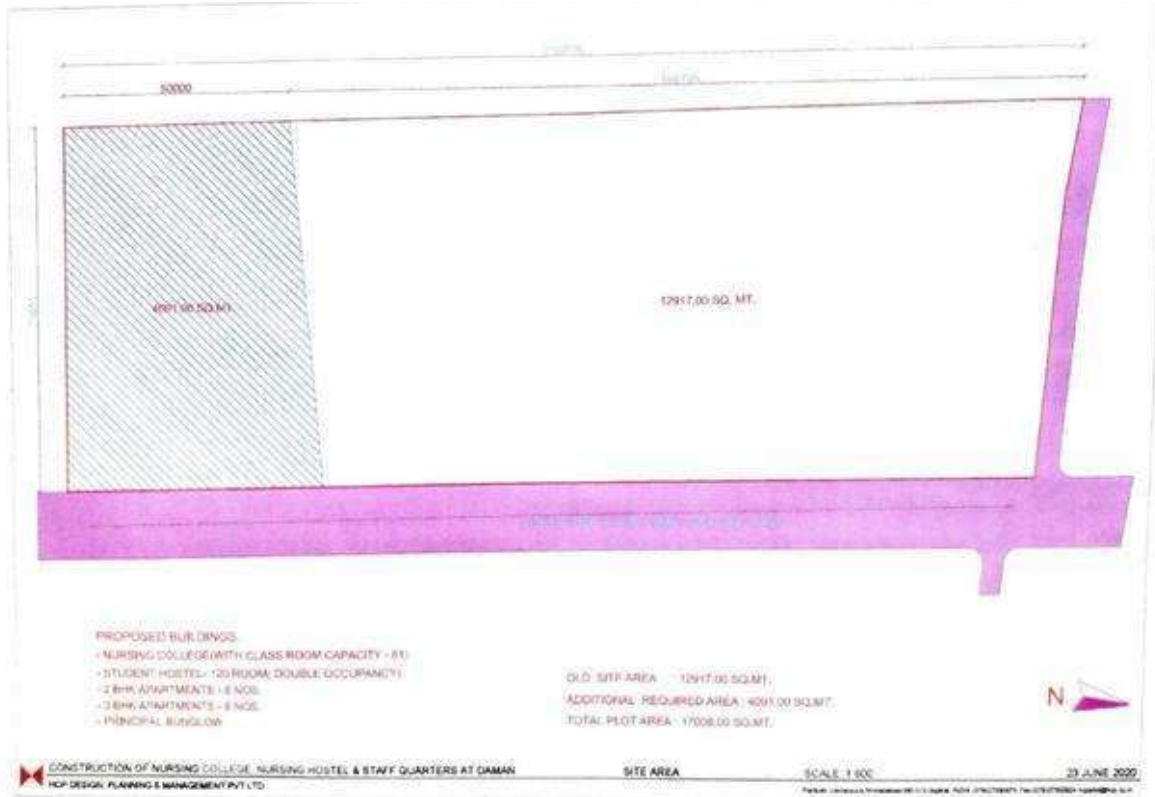 50000
4091.00 SQ.MT.
12917.00 SQ. MT.
PROPOSED BUILDINGS
- NURSING COLLEGE(WITH CLASS ROOM CAPACITY -
- STUDENT HOSTEL- 120 ROOM( DOUBLE OCCUPANCY)
- 2 BHK APARTMENTS - 8 NOS.
- 3 BHK APARTMENTS - 8 NOS.
- PRINCIPAL BUNGLOW
OLD SITE AREA : 12917.00 SQ.MT.
ADDITIONAL REQUIRED AREA : 4091.00 SQ.MT.
TOTAL PLOT AREA : 17008.00 SQ.MT.
N
CONSTRUCTION OF NURSING COLLEGE, NURSING HOSTEL & STAFF QUARTERS AT DAMAN
SITE AREA
SCALE 1:600
23 JUNE 2020
HCP DESIGN, PLANNING & MANAGEMENT PVT LTD